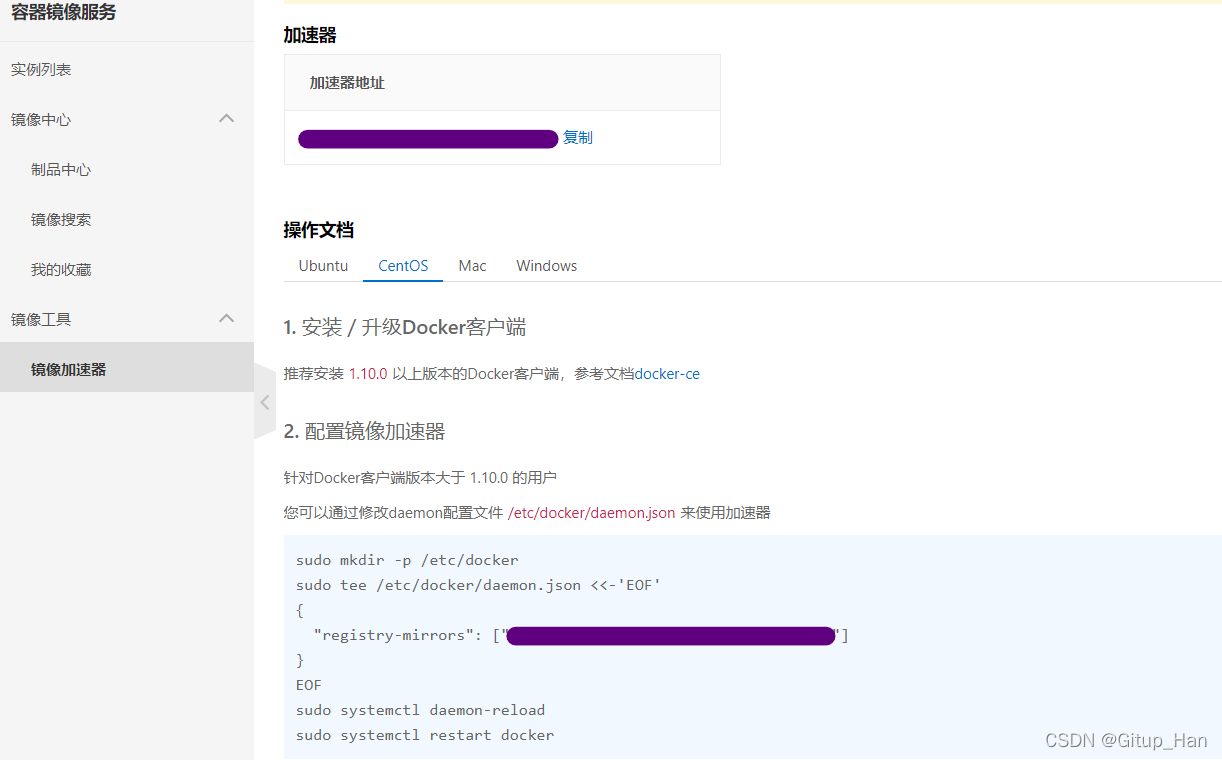 容器镜像服务
实例列表
镜像中心
制品中心
镜像搜索
我的收藏
镜像工具
镜像加速器
加速器
加速器地址
复制
操作文档
Ubuntu CentOS Mac Windows
1. 安装 / 升级Docker客户端
推荐安装 1.10.0 以上版本的Docker客户端，参考文档docker-ce
2. 配置镜像加速器
针对Docker客户端版本大于 1.10.0 的用户
您可以通过修改daemon配置文件 /etc/docker/daemon.json 来使用加速器
sudo mkdir -p /etc/docker
sudo tee /etc/docker/daemon.json <<-'EOF'
{
"registry-mirrors": [" "]
}
EOF
sudo systemctl daemon-reload
sudo systemctl restart docker
CSDN @Gitup_Han